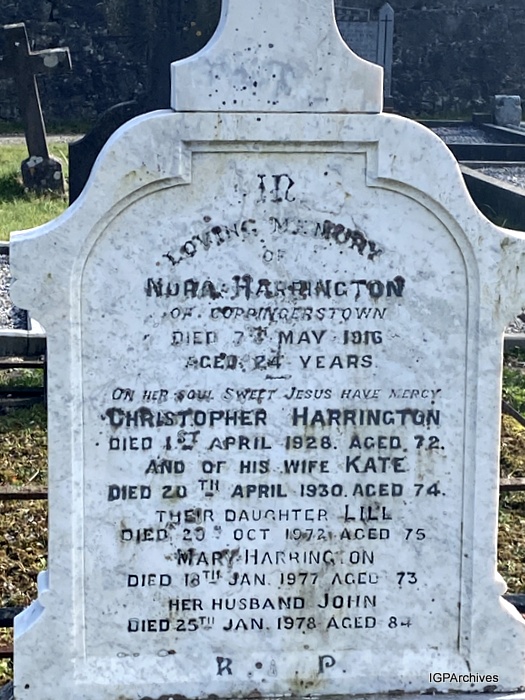 IN
LOVING MEMORY
OF
NORA HARRINGTON
OF COPPINGERSTOWN
DIED 7TH MAY 1916
AGED 24 YEARS.
ON HER SOUL SWEET JESUS HAVE MERCY
CHRISTOPHER HARRINGTON
DIED 1ST APRIL 1928. AGED 72.
AND OF HIS WIFE KATE
DIED 20TH APRIL 1930. AGED 74.
THEIR DAUGHTER LILL
DIED OCT 1972 AGED 75
MARY HARRINGTON
DIED 18TH JAN. 1977 AGED 73
HER HUSBAND JOHN
DIED 25TH JAN. 1978 AGED 84
R.I.P.
IGPArchives